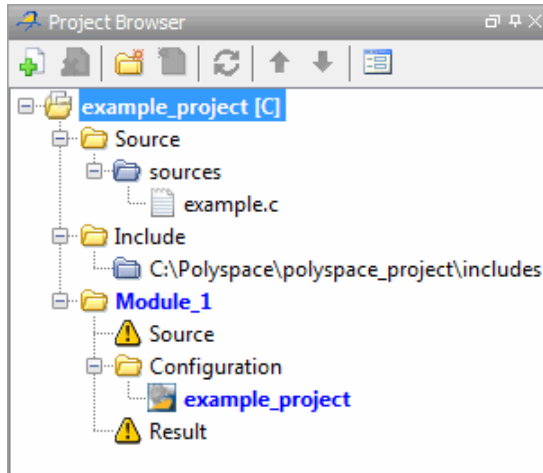 Project Browser
example_project [C]
Source
sources
example.c
Include
C:\Polyspace\polyspace_project\includes
Module_1
Source
Configuration
example_project
Result